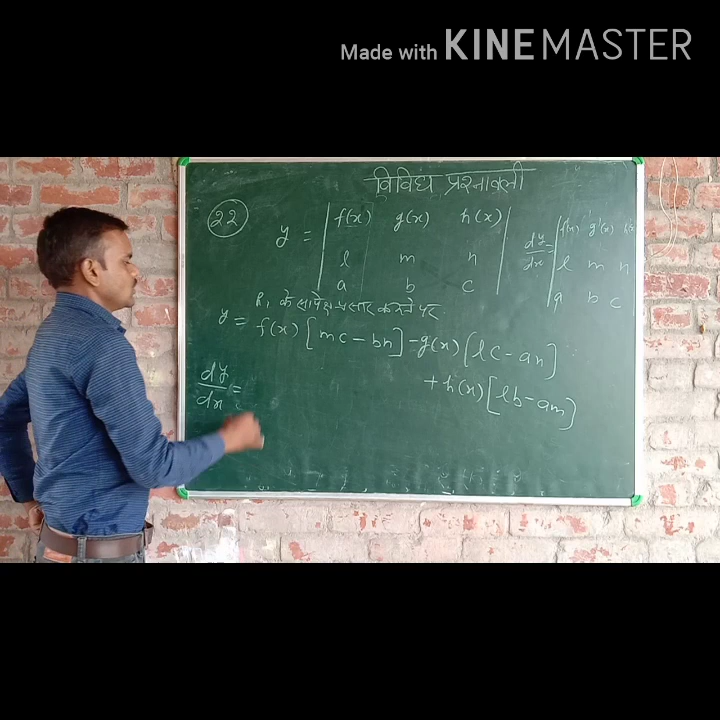 Made with KINEMASTER
विविध प्रश्नावली
22
y = | f(x) g(x) h(x) |
| l m n |
| a b c |
dy/dx = | f'(x) g'(x) h'(x) |
| l m n |
| a b c |
R₁ के सापेक्ष प्रसार करने पर
y = f(x) [mc - bn] - g(x) [lc - an]
+ h(x) [lb - am]
dy/dx =